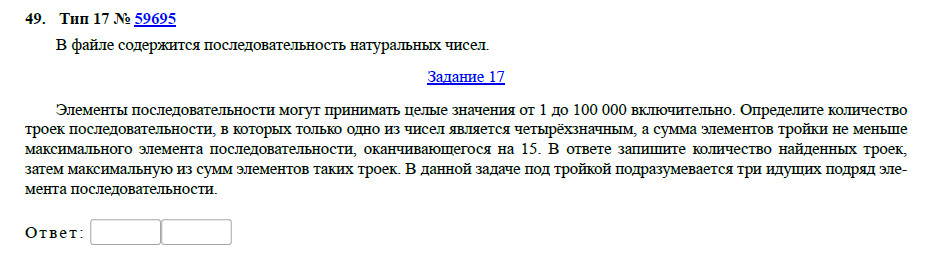 49. Тип 17 № 59695
В файле содержится последовательность натуральных чисел.
Задание 17
Элементы последовательности могут принимать целые значения от 1 до 100 000 включительно. Определите количество
троек последовательности, в которых только одно из чисел является четырёхзначным, а сумма элементов тройки не меньше
максимального элемента последовательности, оканчивающегося на 15. В ответе запишите количество найденных троек,
затем максимальную из сумм элементов таких троек. В данной задаче под тройкой подразумевается три идущих подряд эле-
мента последовательности.
Ответ: